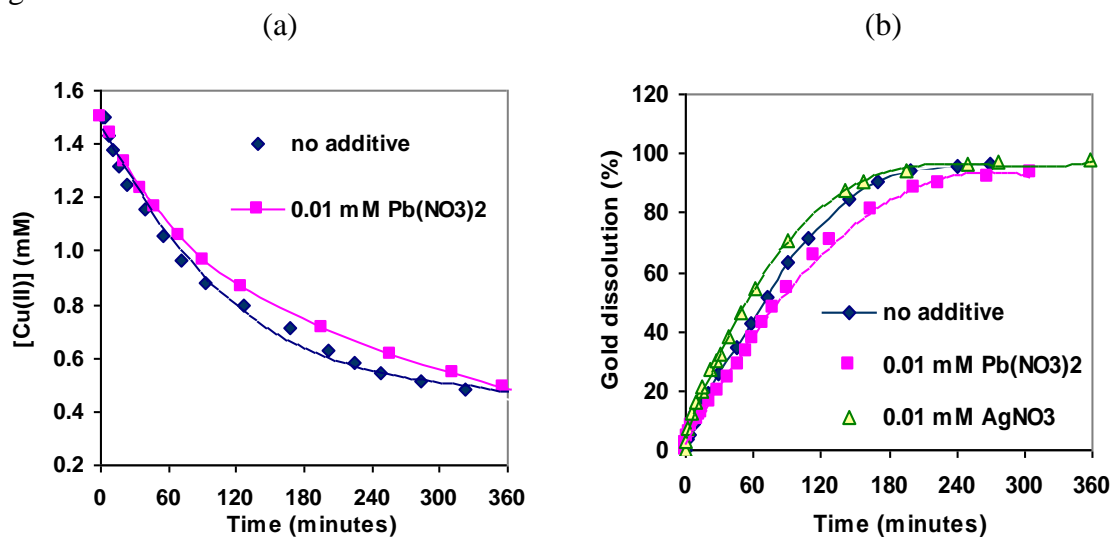 (a)
(b)
1.6
1.4
1.2
1.0
0.8
0.6
0.4
0.2
[Cu(II)] (mM)
no additive
0.01 mM Pb(NO3)2
0 60 120 180 240 300 360
Time (minutes)
120
100
80
60
40
20
0
Gold dissolution (%)
no additive
0.01 mM Pb(NO3)2
0.01 mM AgNO3
0 60 120 180 240 300 360
Time (minutes)